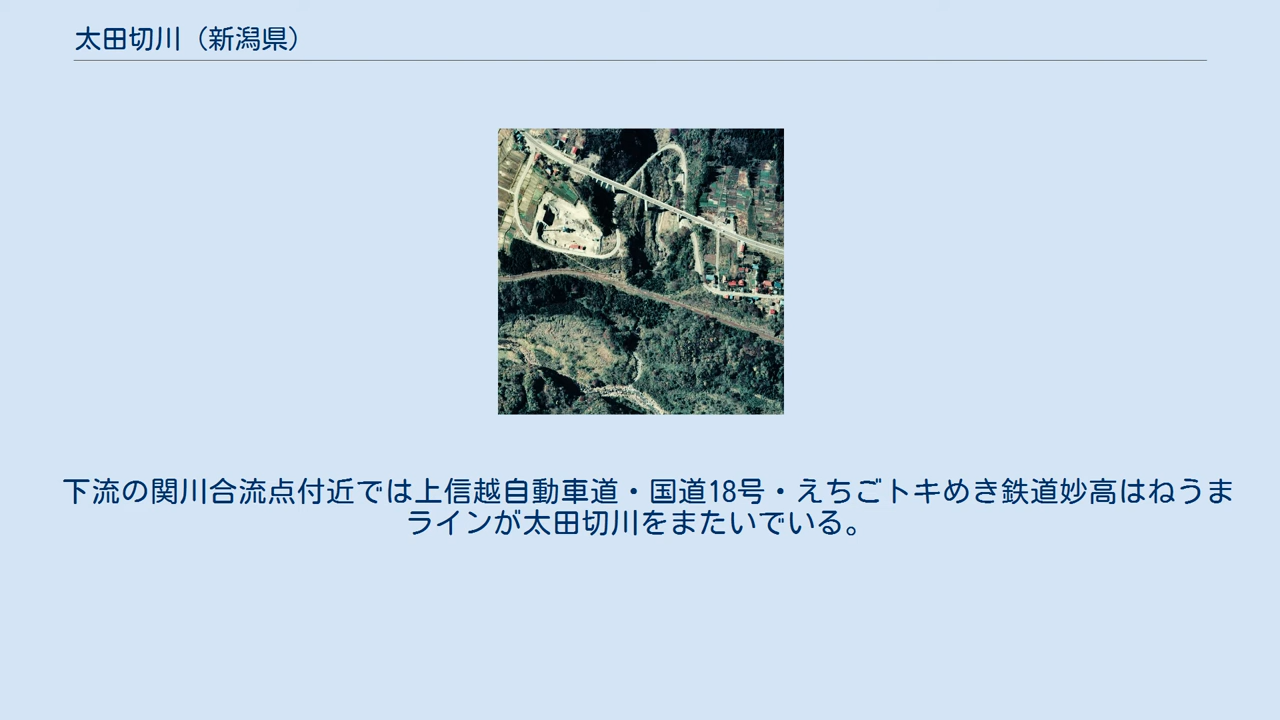 太田切川（新潟県）
下流の関川合流点付近では上信越自動車道・国道18号・えちごトキめき鉄道妙高はねうま
ラインが太田切川をまたいでいる。